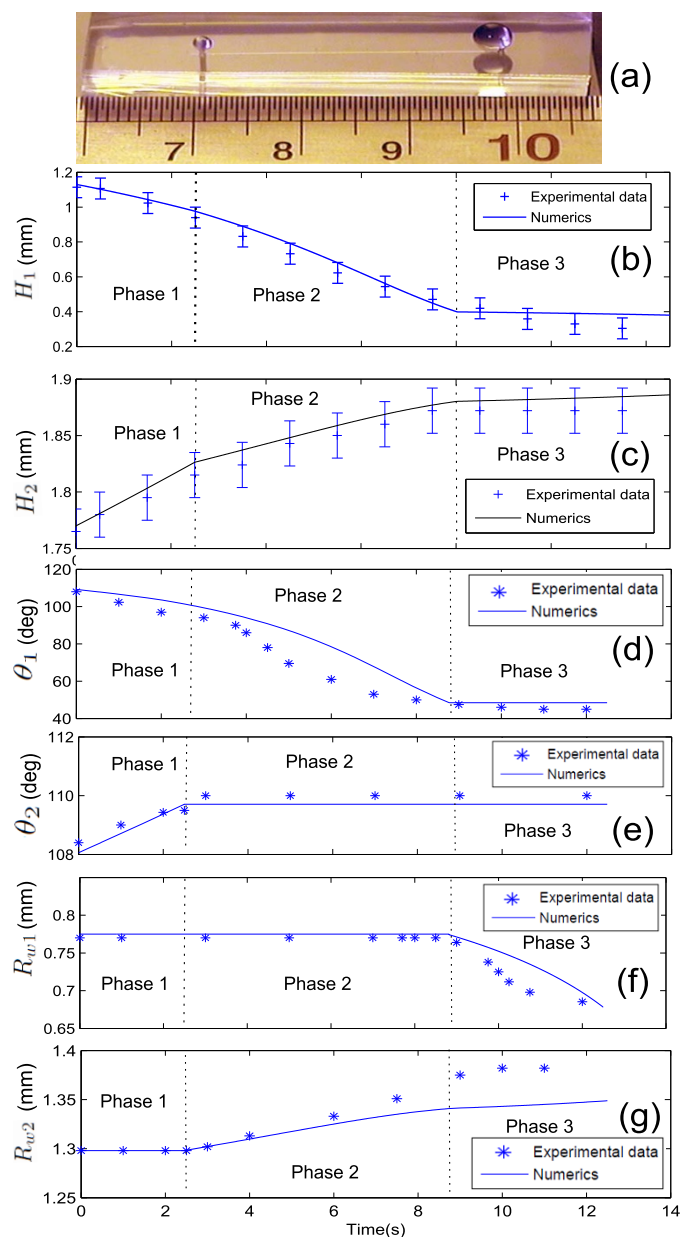 (a)
7 8 9 10
1.2
1
0.8
0.6
0.4
0.2
H1 (mm)
Experimental data
Numerics
(b)
Phase 1
Phase 2
Phase 3
1.9
1.85
1.8
1.75
H2 (mm)
Phase 2
Phase 1
(c)
Phase 3
Experimental data
Numerics
120
100
80
60
40
θ1 (deg)
Experimental data
Numerics
Phase 2
(d)
Phase 1
Phase 3
112
110
108
θ2 (deg)
Phase 1
Phase 2
Experimental data
Numerics
Phase 3
(e)
0.8
0.75
0.7
0.65
Rw1 (mm)
Experimental data
Numerics
Phase 3
Phase 1
Phase 2
(f)
1.4
1.35
1.3
1.25
Rw2 (mm)
Phase 1
(g)
Phase 3
Experimental data
Numerics
Phase 2
0 2 4 6 8 10 12 14
Time(s)